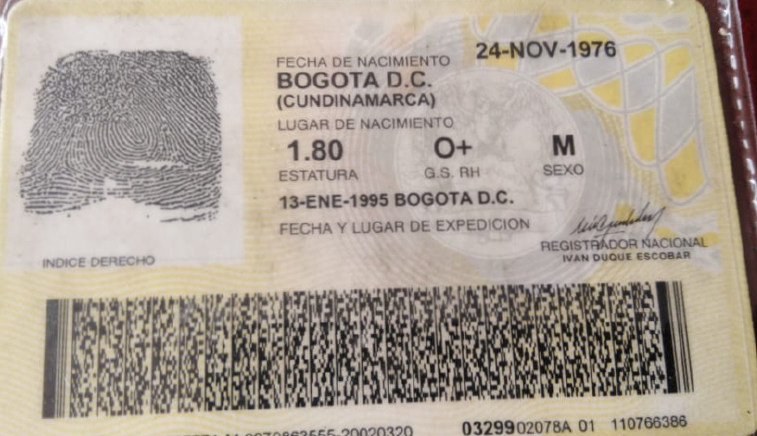 FECHA DE NACIMIENTO 24-NOV-1976
BOGOTA D.C.
(CUNDINAMARCA)
LUGAR DE NACIMIENTO
1.80 O+ M
ESTATURA G.S. RH SEXO
13-ENE-1995 BOGOTA D.C.
FECHA Y LUGAR DE EXPEDICION
REGISTRADOR NACIONAL
IVAN DUQUE ESCOBAR
INDICE DERECHO
0329902078A 01 110766386